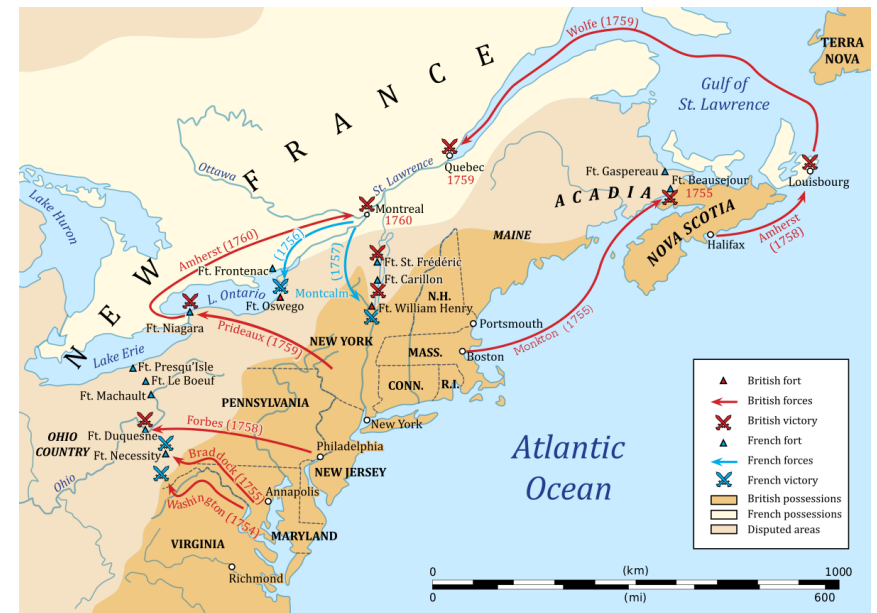 NEW FRANCE
TERRA
NOVA
Wolfe (1759)
Gulf of
St. Lawrence
Ottawa
St. Lawrence
Quebec
1759
Ft. Gaspereau
Ft. Beausejour
1755
Louisbourg
ACADIA
NOVA SCOTIA
Halifax
Amherst
(1758)
Lake Huron
Montreal
1760
Amherst (1760)
(1756)
(1757)
Montcalm
MAINE
Ft. Frontenac
Ft. St. Frédéric
Ft. Carillon
L. Ontario
Ft. Oswego
Ft. William Henry
N.H.
Ft. Niagara
Prideaux (1759)
NEW YORK
Portsmouth
Monkton (1755)
MASS.
Boston
Lake Erie
Ft. Presqu'Isle
Ft. Le Boeuf
Ft. Machault
CONN.
R.I.
PENNSYLVANIA
New York
Forbes (1758)
OHIO
COUNTRY
Ft. Duquesne
Ft. Necessity
Philadelphia
NEW JERSEY
Braddock (1755)
Ohio
Washington (1754)
Annapolis
MARYLAND
VIRGINIA
Richmond
Atlantic
Ocean
British fort
British forces
British victory
French fort
French forces
French victory
British possessions
French possessions
Disputed areas
0 (km) 1000
0 (mi) 600